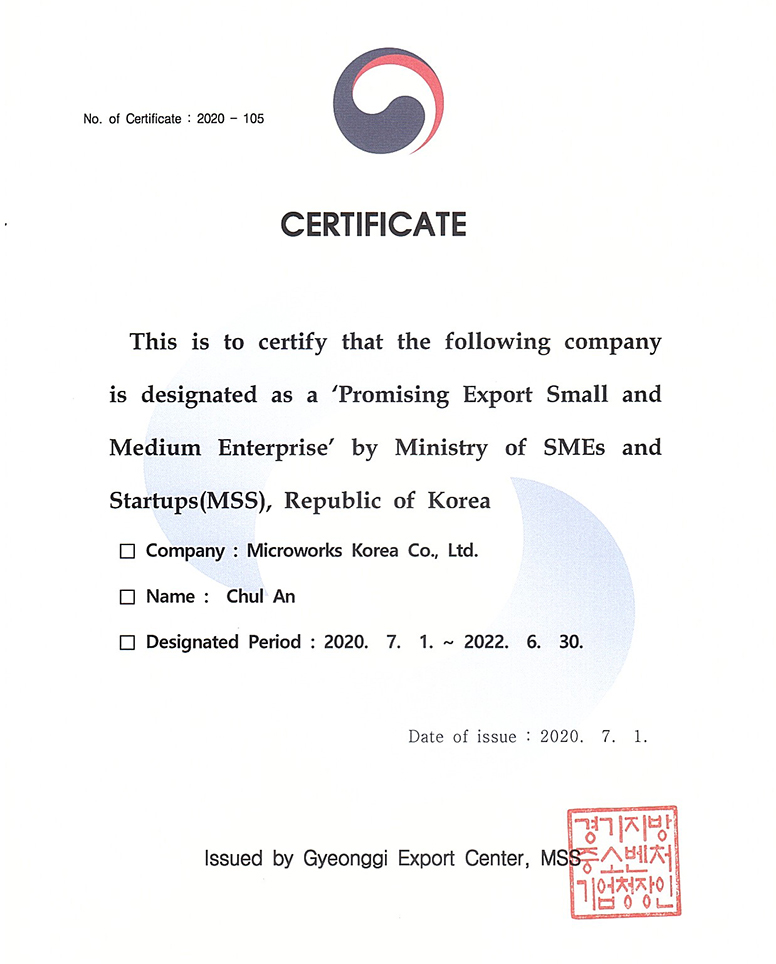 No. of Certificate : 2020 - 105
CERTIFICATE
This is to certify that the following company
is designated as a ‘Promising Export Small and
Medium Enterprise’ by Ministry of SMEs and
Startups(MSS), Republic of Korea
□ Company : Microworks Korea Co., Ltd.
□ Name : Chul An
□ Designated Period : 2020. 7. 1. ~ 2022. 6. 30.
Date of issue : 2020. 7. 1.
Issued by Gyeonggi Export Center, MSS
경기지방
중소벤처
기업청장인